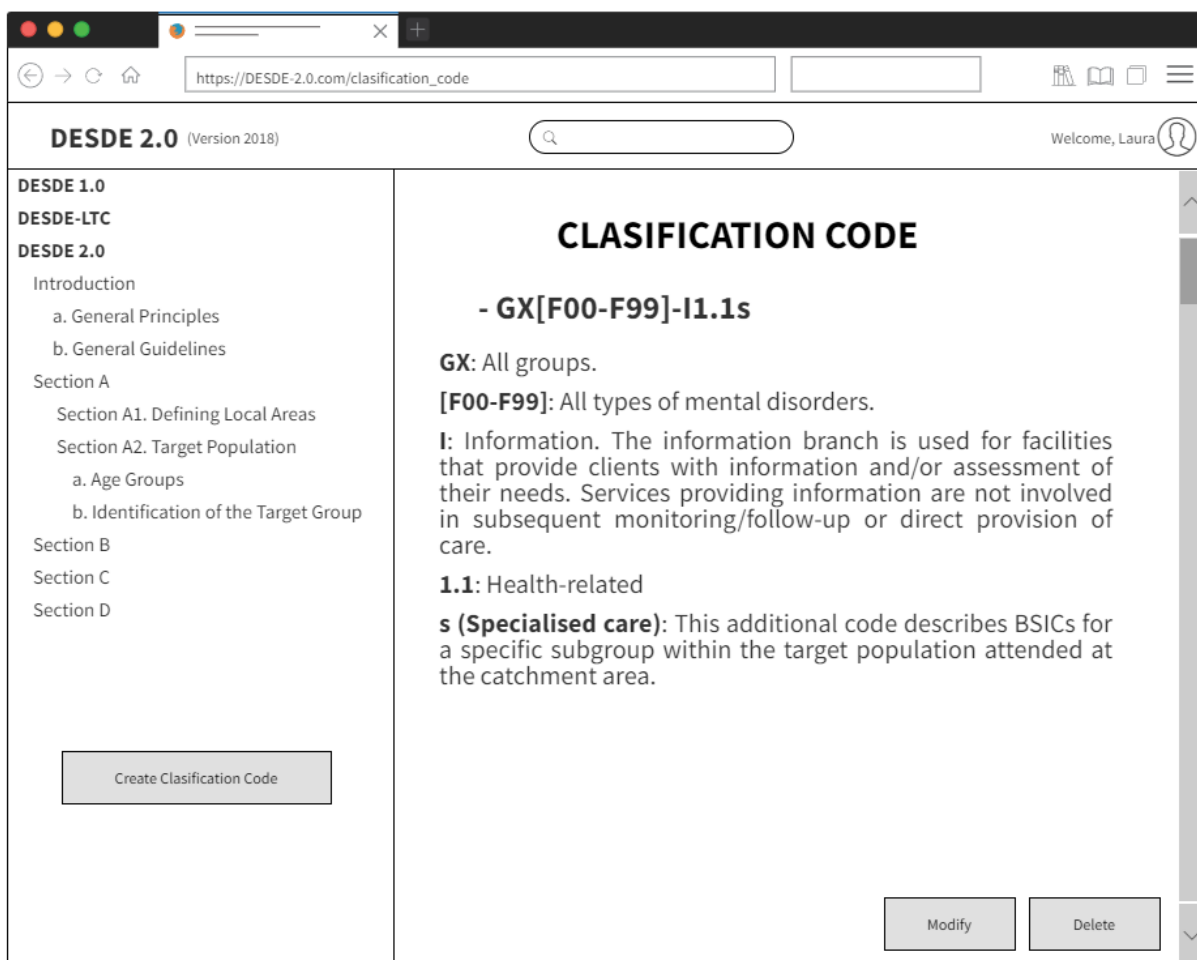 https://DESDE-2.0.com/clasification_code
DESDE 2.0 (Version 2018)
Welcome, Laura
DESDE 1.0
DESDE-LTC
DESDE 2.0
Introduction
a. General Principles
b. General Guidelines
Section A
Section A1. Defining Local Areas
Section A2. Target Population
a. Age Groups
b. Identification of the Target Group
Section B
Section C
Section D
Create Clasification Code
CLASIFICATION CODE
- GX[F00-F99]-I1.1s
GX: All groups.
[F00-F99]: All types of mental disorders.
I: Information. The information branch is used for facilities
that provide clients with information and/or assessment of
their needs. Services providing information are not involved
in subsequent monitoring/follow-up or direct provision of
care.
1.1: Health-related
s (Specialised care): This additional code describes BSICs for
a specific subgroup within the target population attended at
the catchment area.
Modify
Delete